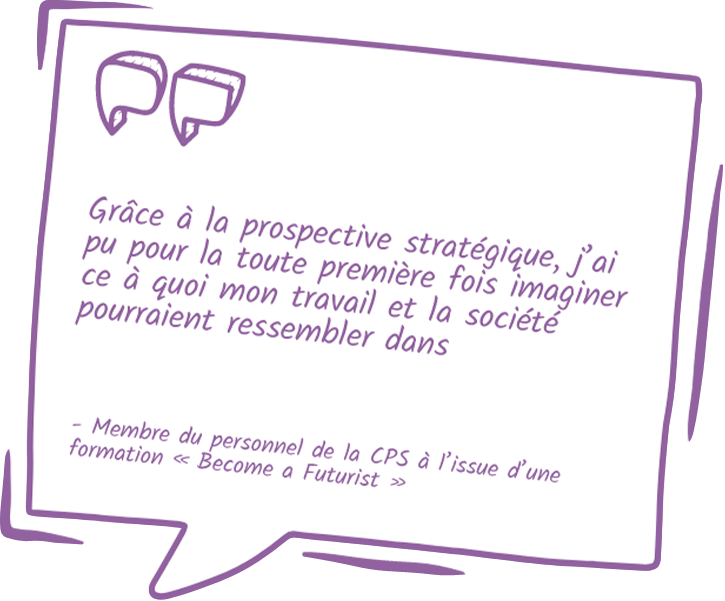 Grâce à la prospective stratégique, j'ai
pu pour la toute première fois imaginer
ce à quoi mon travail et la société
pourraient ressembler dans
- Membre du personnel de la CPS à l'issue d'une
formation « Become a Futurist »